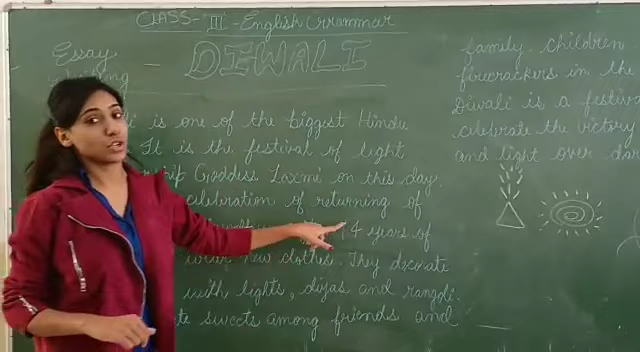 CLASS- III - English Grammar
Essay
DIWALI
is one of the biggest Hindu
It is the festival of light
Goddess Laxmi on this day.
celebration of returning of
14 years of
wear new clothes. They decorate
with lights, diyas and rangoli.
sweets among friends and
family. children
firecrackers in the
Diwali is a festiva
celebrate the victory
and light over dar